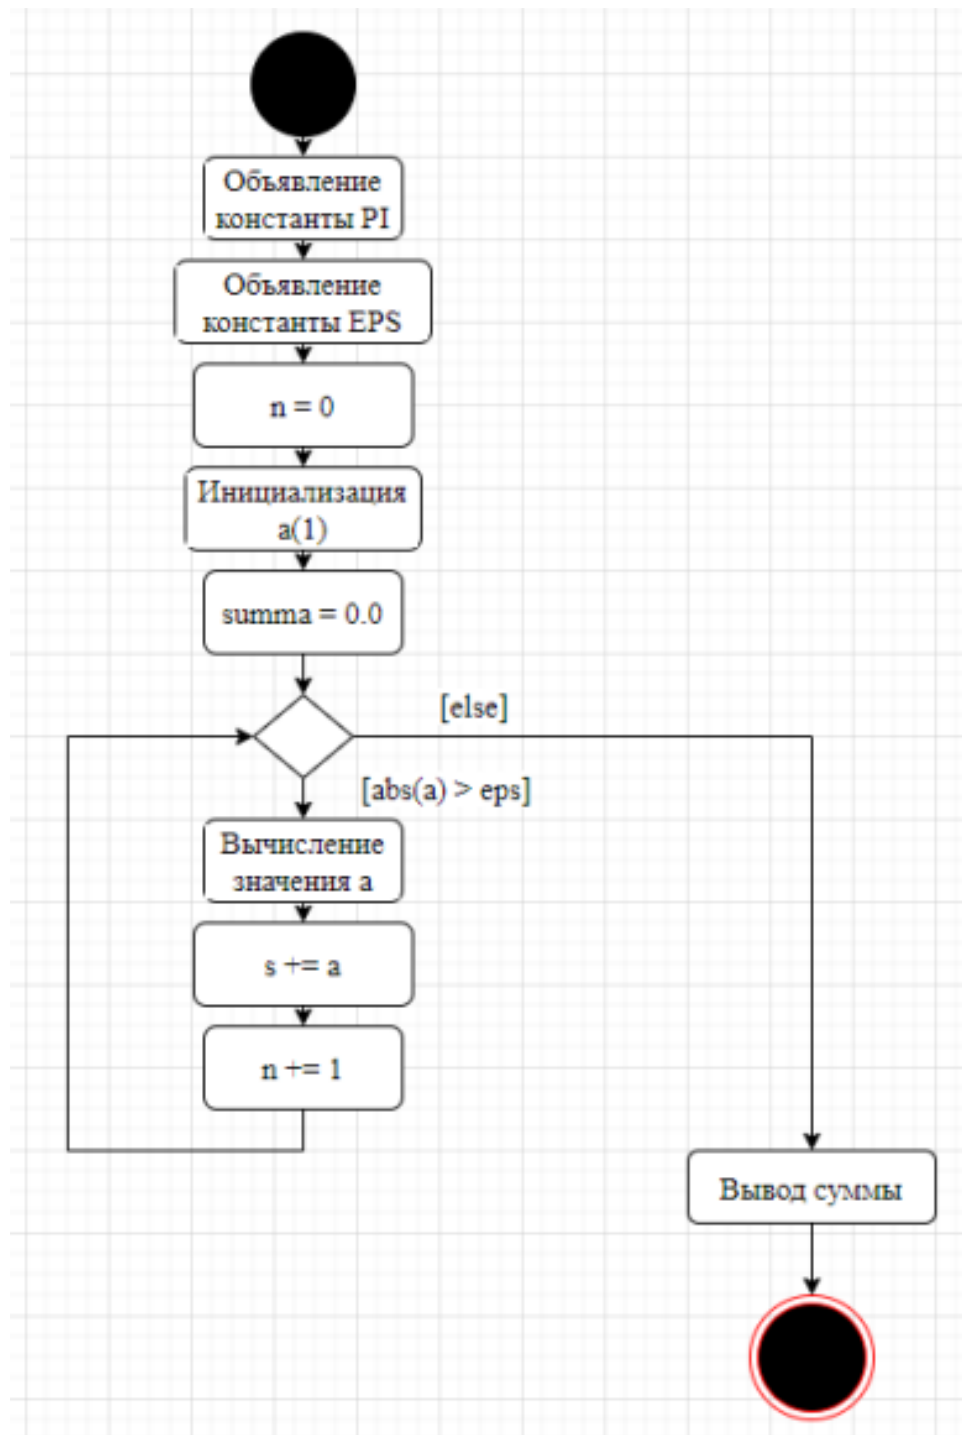 Объявление
константы PI
Объявление
константы EPS
n = 0
Инициализация
a(1)
summa = 0.0
[else]
[abs(a) > eps]
Вычисление
значения a
s += a
n += 1
Вывод суммы